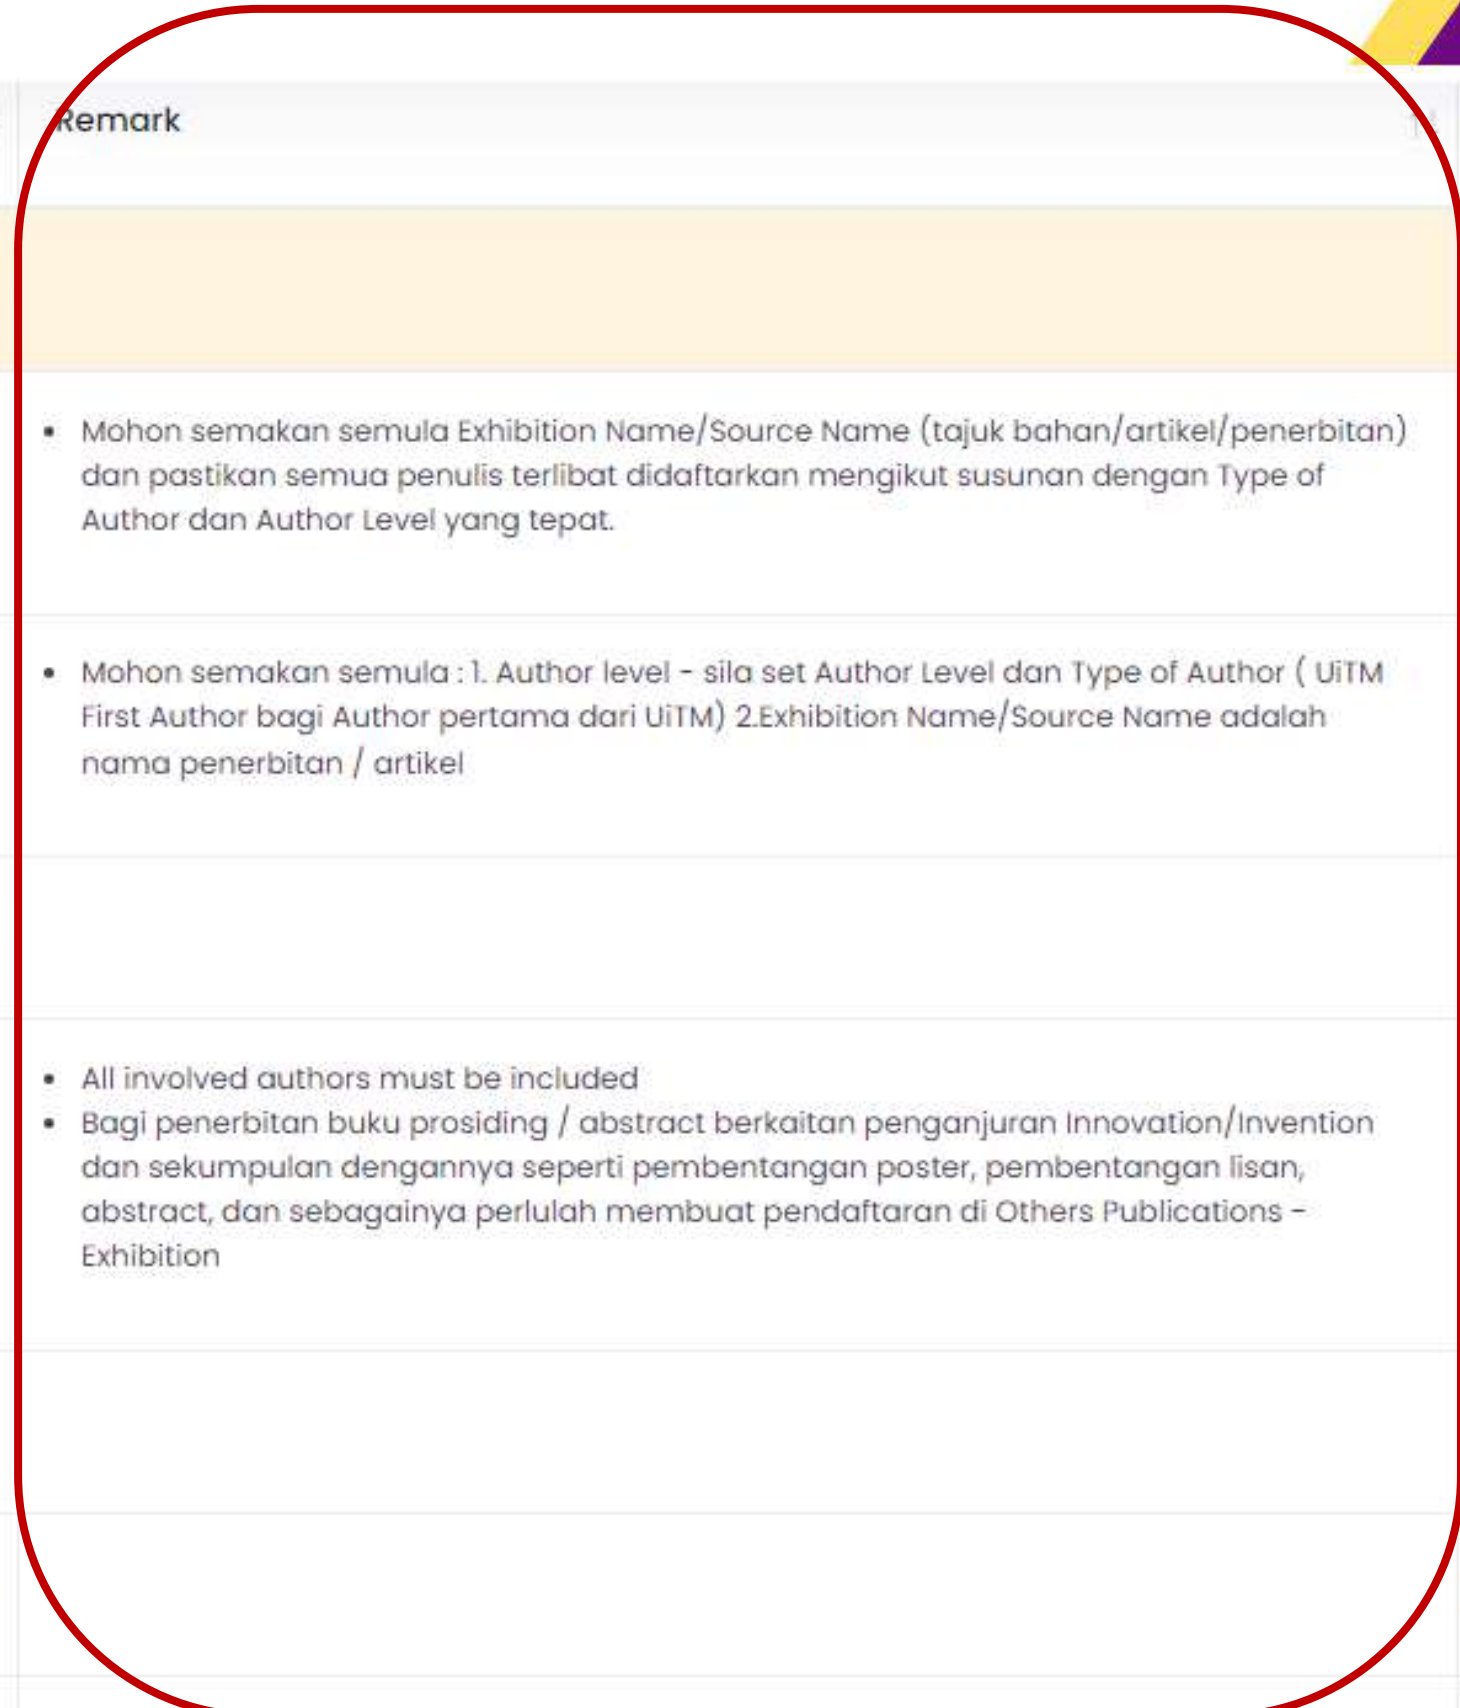 Remark
• Mohon semakan semula Exhibition Name/Source Name (tajuk bahan/artikel/penerbitan)
dan pastikan semua penulis terlibat didaftarkan mengikut susunan dengan Type of
Author dan Author Level yang tepat.
• Mohon semakan semula : 1. Author level - sila set Author Level dan Type of Author ( UiTM
First Author bagi Author pertama dari UiTM) 2.Exhibition Name/Source Name adalah
nama penerbitan / artikel
• All involved authors must be included
• Bagi penerbitan buku prosiding / abstract berkaitan penganjuran Innovation/Invention
dan sekumpulan dengannya seperti pembentangan poster, pembentangan lisan,
abstract, dan sebagainya perlulah membuat pendaftaran di Others Publications -
Exhibition